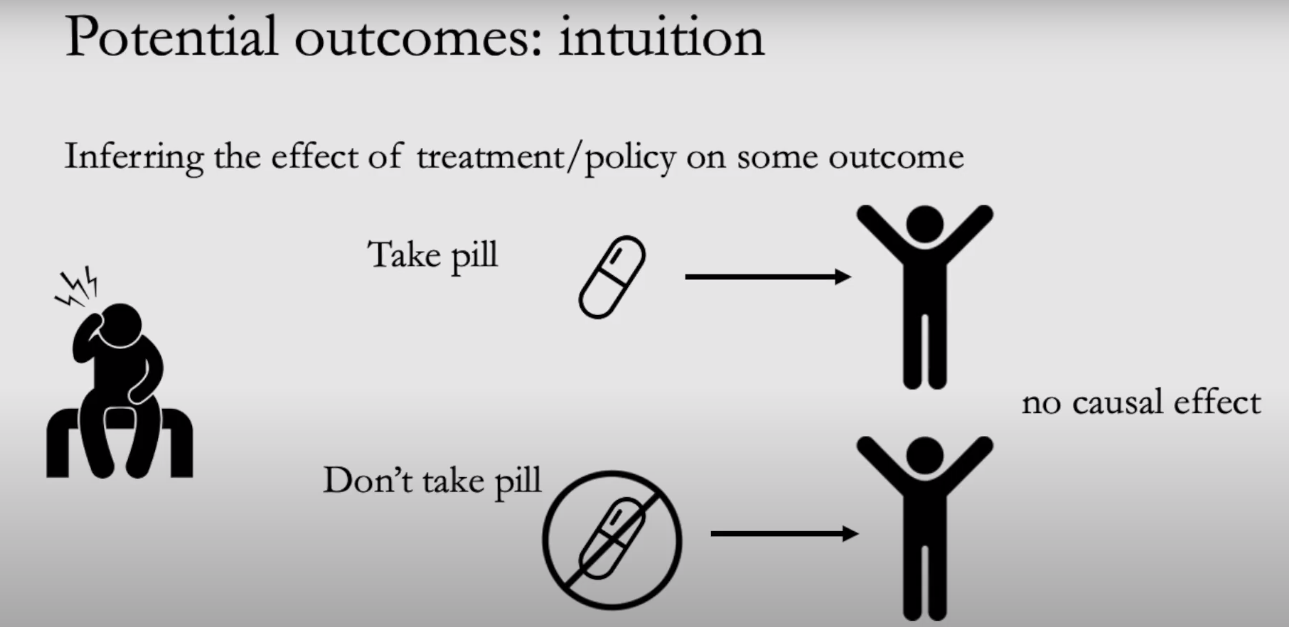 Potential outcomes: intuition
Inferring the effect of treatment/policy on some outcome
Take pill
no causal effect
Don't take pill